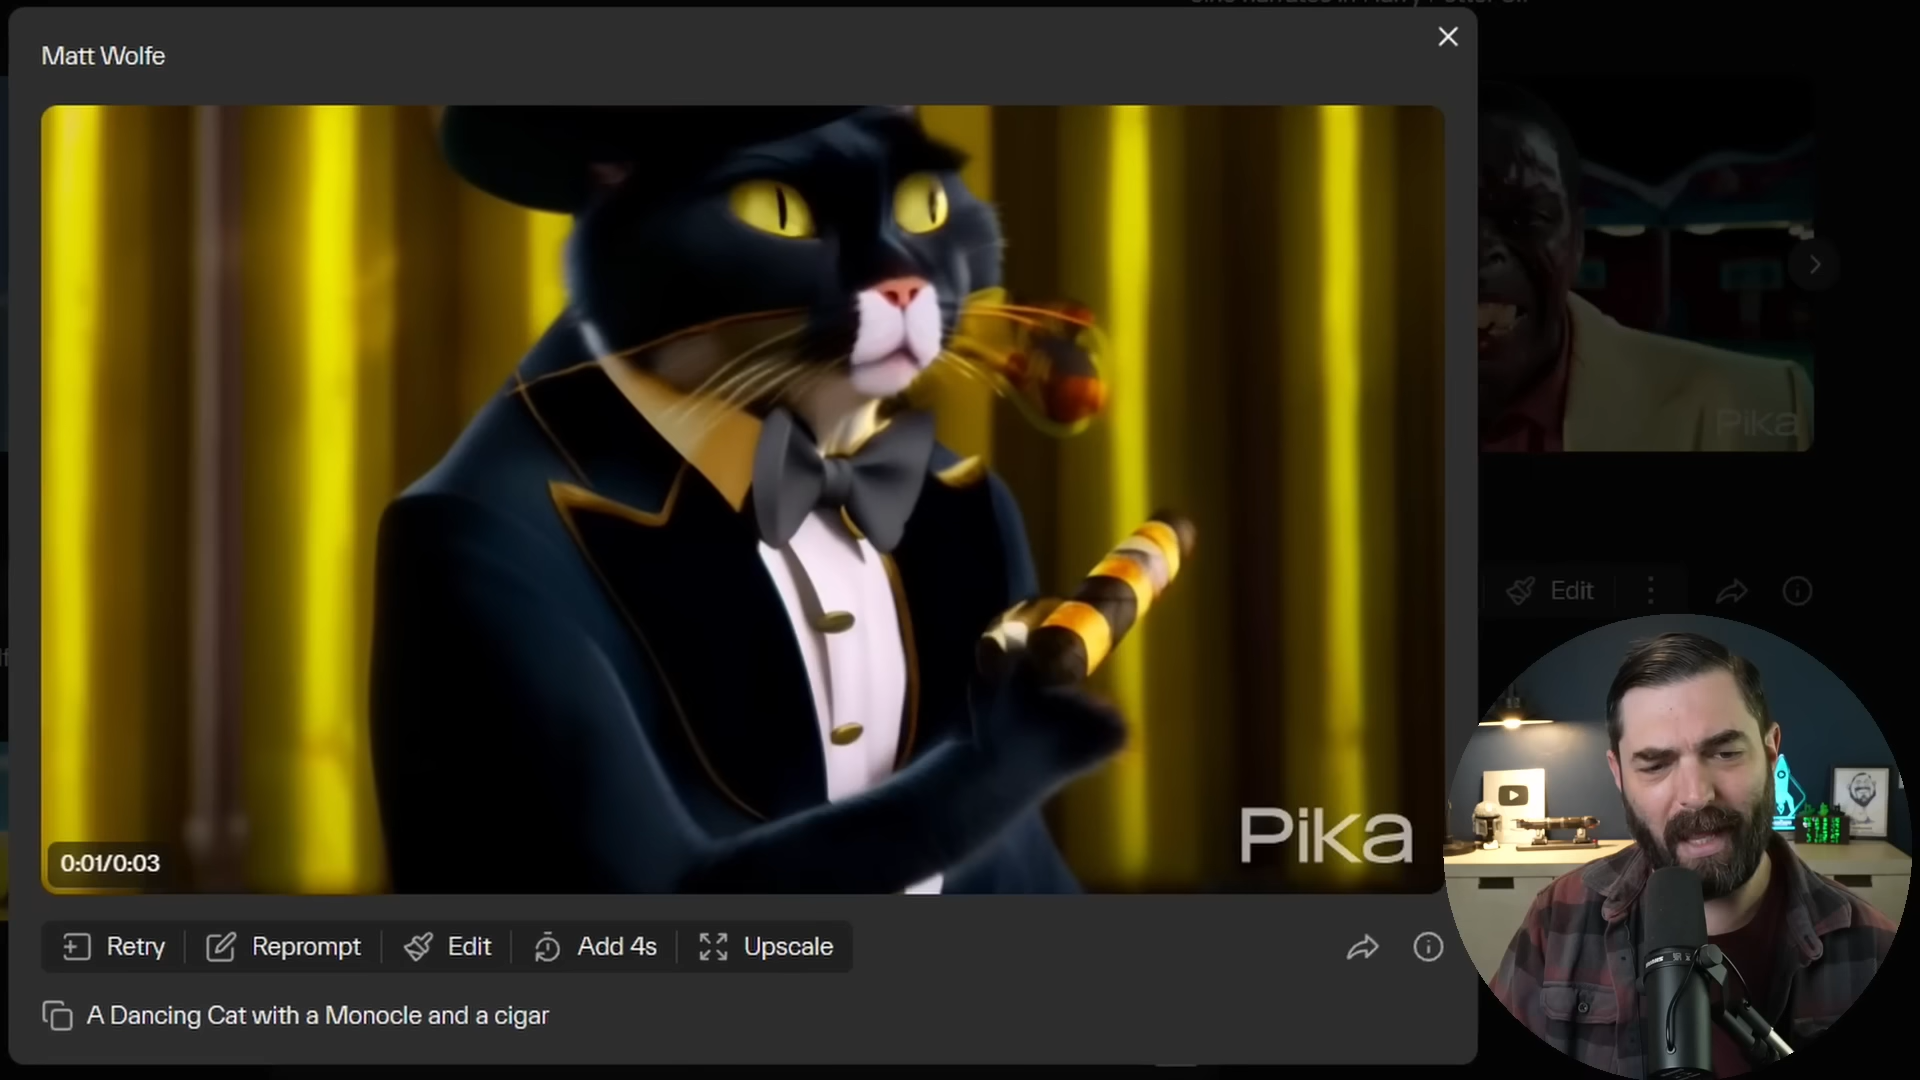 Matt Wolfe
Pika
0:01/0:03
Retry
Reprompt
Edit
Add 4s
Upscale
A Dancing Cat with a Monocle and a cigar
Pika
Edit